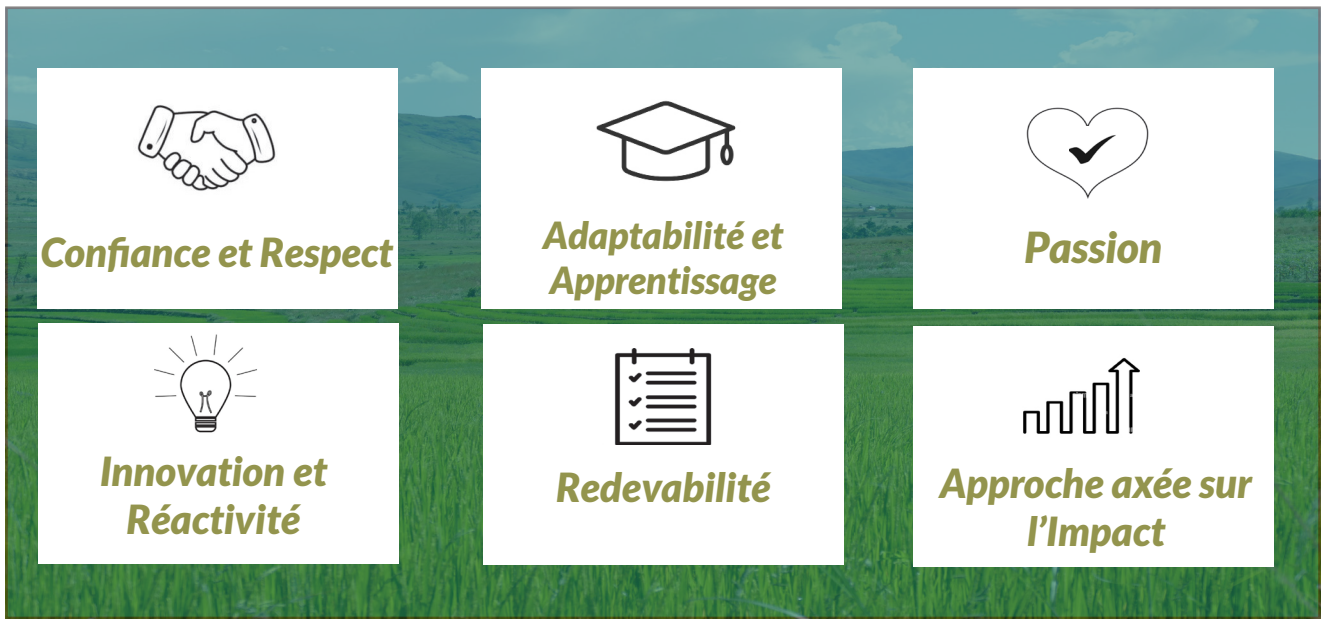 Confiance et Respect
Adaptabilité et
Apprentissage
Passion
Innovation et
Réactivité
Redevabilité
Approche axée sur
l’Impact